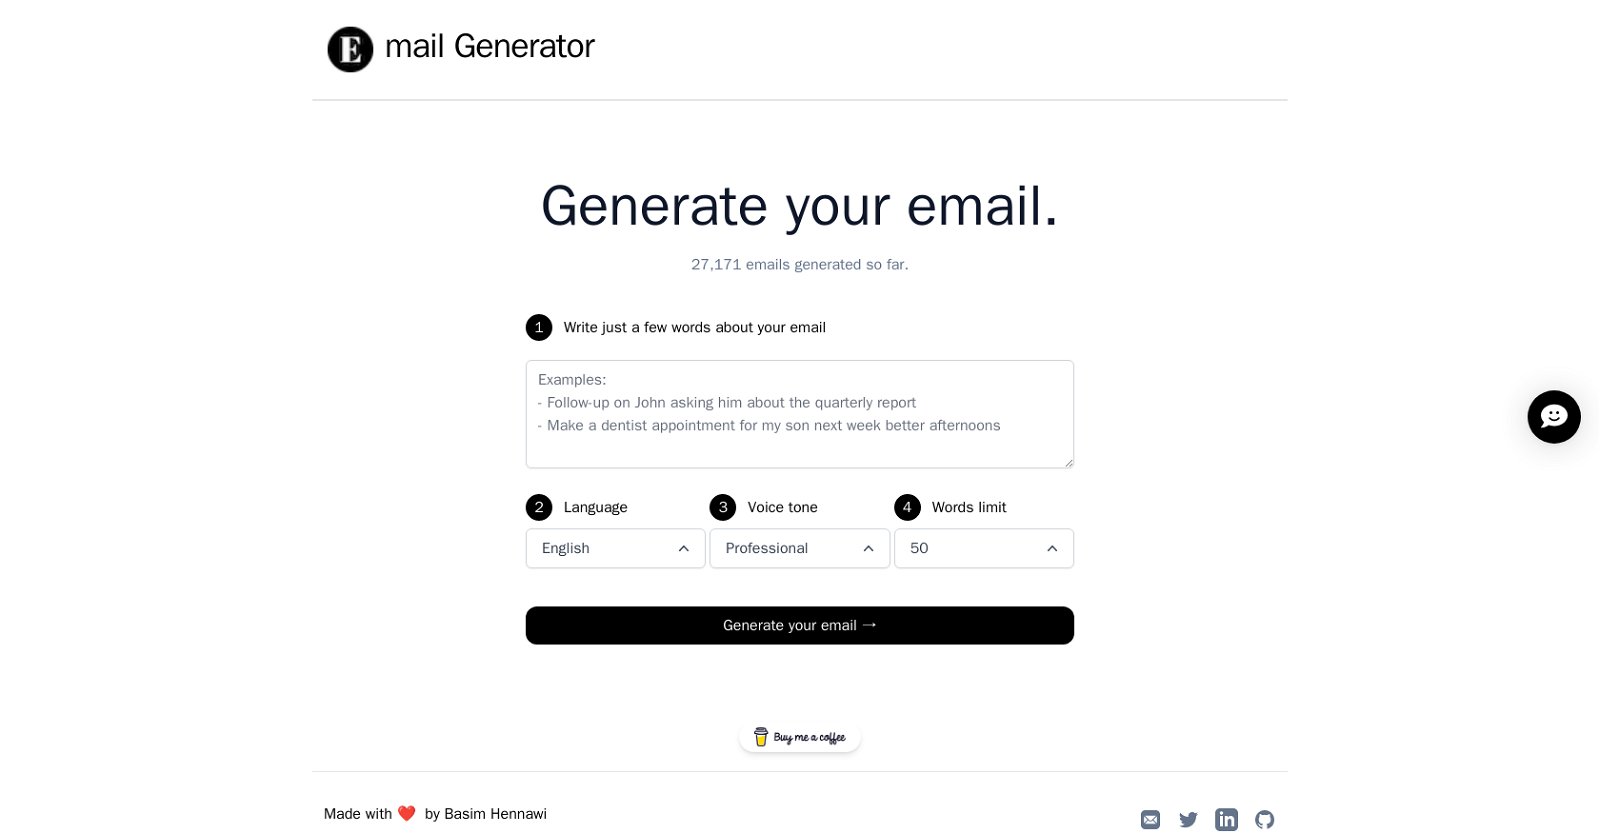 E mail Generator
Generate your email.
27,171 emails generated so far.
1 Write just a few words about your email
Examples:
- Follow-up on John asking him about the quarterly report
- Make a dentist appointment for my son next week better afternoons
2 Language 3 Voice tone 4 Words limit
English Professional 50
Generate your email →
Buy me a coffee
Made with ❤️ by Basim Hennawi
in